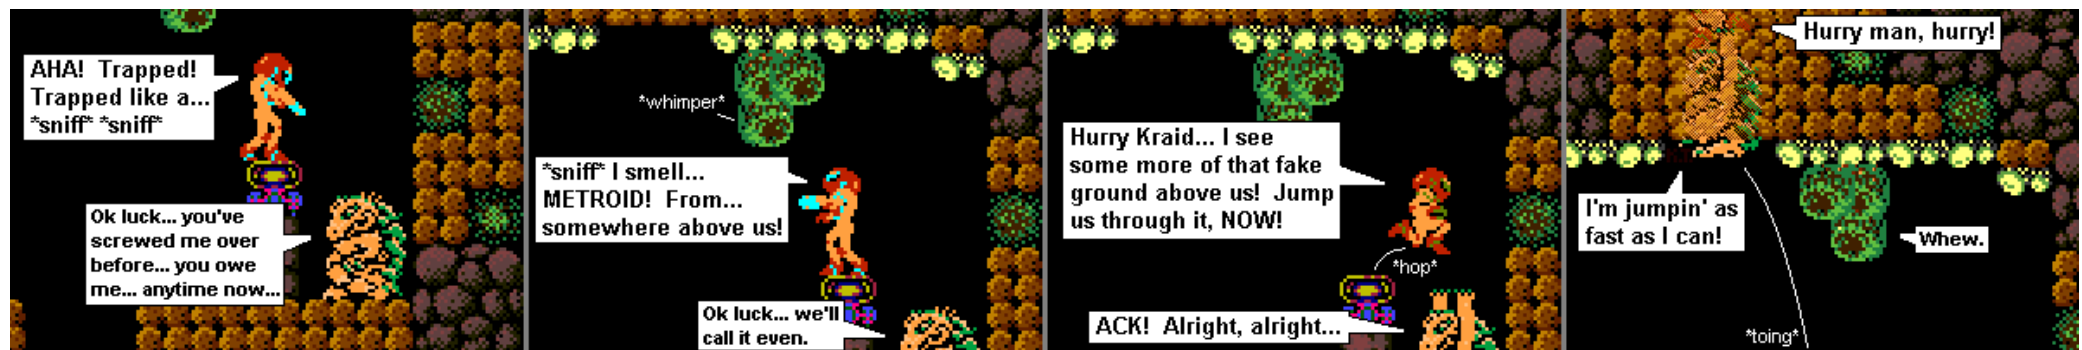 AHA! Trapped!
Trapped like a...
*sniff* *sniff*
Ok luck... you've
screwed me over
before... you owe
me... anytime now...
*whimper*
*sniff* I smell...
METROID! From...
somewhere above us!
Ok luck... we'll
call it even.
Hurry Kraid... I see
some more of that fake
ground above us! Jump
us through it, NOW!
*hop*
ACK! Alright, alright...
Hurry man, hurry!
I'm jumpin' as
fast as I can!
Whew.
*toing*